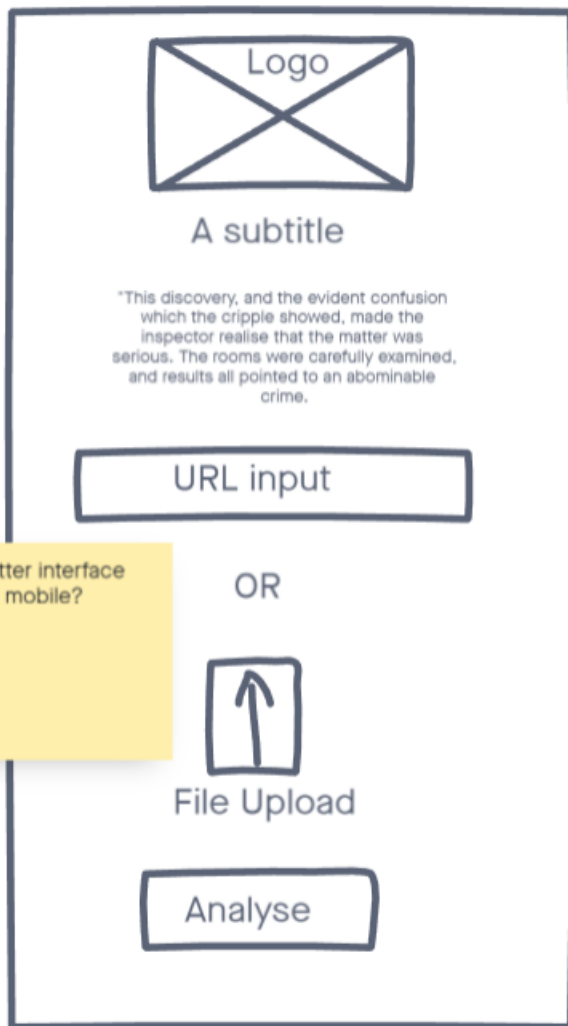 Logo
A subtitle
"This discovery, and the evident confusion
which the cripple showed, made the
inspector realise that the matter was
serious. The rooms were carefully examined,
and results all pointed to an abominable
crime.
URL input
tter interface
mobile?
OR
File Upload
Analyse